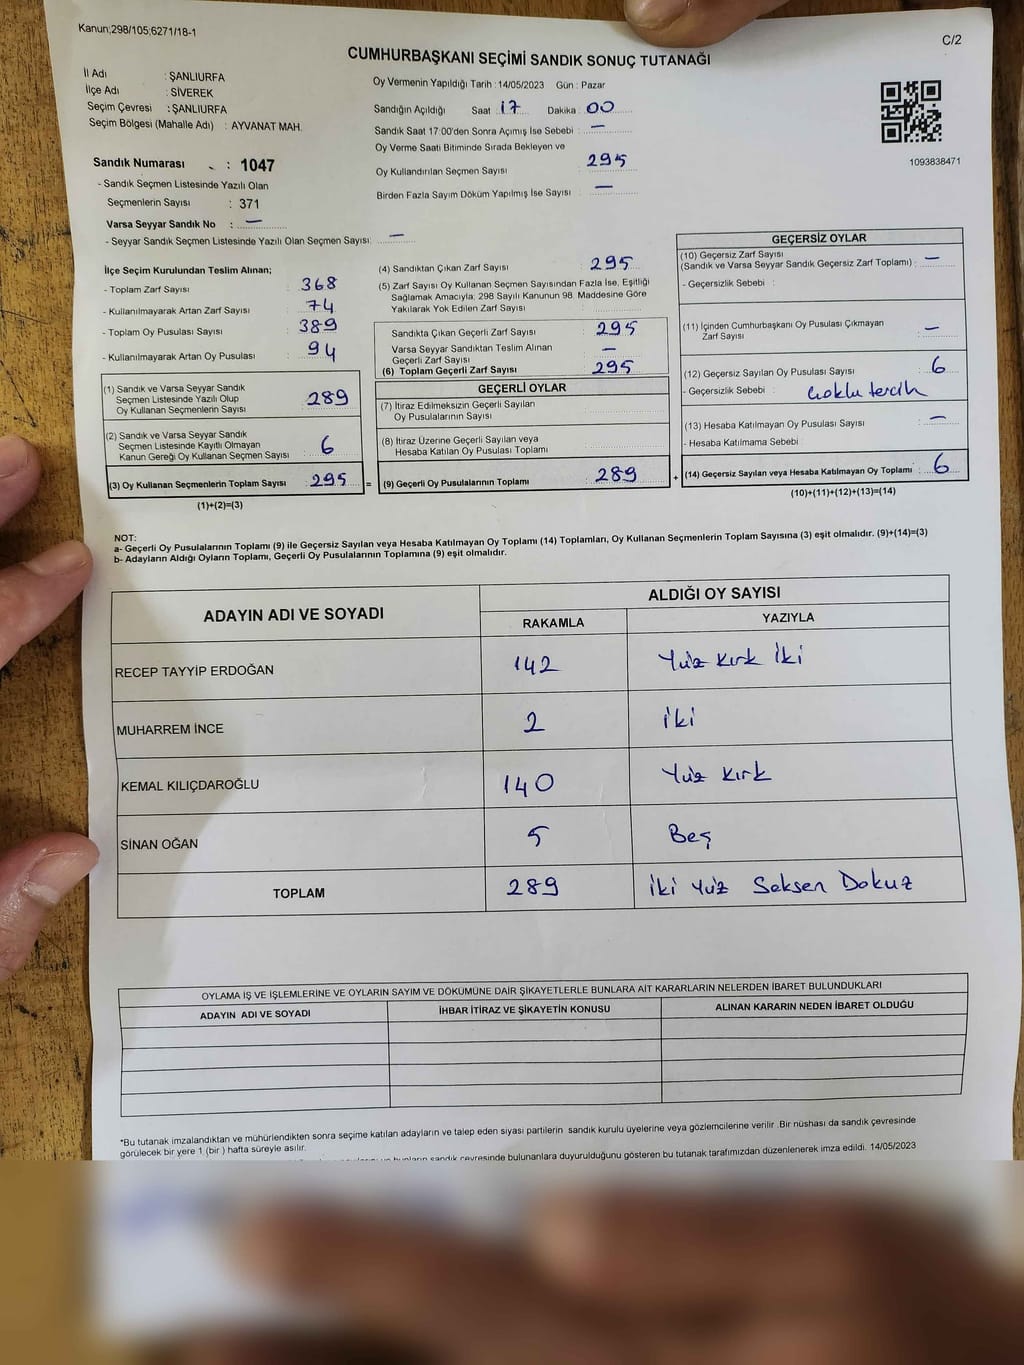 Kanun;298/105;6271/18-1
C/2
CUMHURBAŞKANI SEÇİMİ SANDIK SONUÇ TUTANAĞI
İl Adı : ŞANLIURFA
İlçe Adı : SİVEREK
Seçim Çevresi : ŞANLIURFA
Seçim Bölgesi (Mahalle Adı) : AYVANAT MAH.
Sandık Numarası : 1047
- Sandık Seçmen Listesinde Yazılı Olan
Seçmenlerin Sayısı : 371
Varsa Seyyar Sandık No : —
- Seyyar Sandık Seçmen Listesinde Yazılı Olan Seçmen Sayısı: —
Oy Vermenin Yapıldığı Tarih : 14/05/2023 Gün : Pazar
Sandığın Açıldığı Saat 17 Dakika 00
Sandık Saat 17:00'den Sonra Açımış İse Sebebi : —
Oy Verme Saati Bitiminde Sırada Bekleyen ve
Oy Kullandırılan Seçmen Sayısı : 295
Birden Fazla Sayım Döküm Yapılmış İse Sayısı : —
1093838471
İlçe Seçim Kurulundan Teslim Alınan;
- Toplam Zarf Sayısı : 368
- Kullanılmayarak Artan Zarf Sayısı : 74
- Toplam Oy Pusulası Sayısı : 389
- Kullanılmayarak Artan Oy Pusulası : 94
(1) Sandık ve Varsa Seyyar Sandık
Seçmen Listesinde Yazılı Olup
Oy Kullanan Seçmenlerin Sayısı : 289
(2) Sandık ve Varsa Seyyar Sandık
Seçmen Listesinde Kayıtlı Olmayan
Kanun Gereği Oy Kullanan Seçmen Sayısı : 6
(3) Oy Kullanan Seçmenlerin Toplam Sayısı : 295 =
(1)+(2)=(3)
(4) Sandıktan Çıkan Zarf Sayısı : 295
(5) Zarf Sayısı Oy Kullanan Seçmen Sayısından Fazla İse, Eşitliği
Sağlamak Amacıyla; 298 Sayılı Kanunun 98. Maddesine Göre
Yakılarak Yok Edilen Zarf Sayısı :
Sandıkta Çıkan Geçerli Zarf Sayısı : 295
Varsa Seyyar Sandıktan Teslim Alınan
Geçerli Zarf Sayısı : —
(6) Toplam Geçerli Zarf Sayısı : 295
GEÇERLİ OYLAR
(7) İtiraz Edilmeksizin Geçerli Sayılan
Oy Pusulalarının Sayısı :
(8) İtiraz Üzerine Geçerli Sayılan veya
Hesaba Katılan Oy Pusulası Toplamı :
(9) Geçerli Oy Pusulalarının Toplamı : 289 +
GEÇERSİZ OYLAR
(10) Geçersiz Zarf Sayısı
(Sandık ve Varsa Seyyar Sandık Geçersiz Zarf Toplamı) : —
- Geçersizlik Sebebi :
(11) İçinden Cumhurbaşkanı Oy Pusulası Çıkmayan
Zarf Sayısı : —
(12) Geçersiz Sayılan Oy Pusulası Sayısı : 6
- Geçersizlik Sebebi : çoklu tercih
(13) Hesaba Katılmayan Oy Pusulası Sayısı : —
- Hesaba Katılmama Sebebi :
(14) Geçersiz Sayılan veya Hesaba Katılmayan Oy Toplamı : 6
(10)+(11)+(12)+(13)=(14)
NOT:
a- Geçerli Oy Pusulalarının Toplamı (9) ile Geçersiz Sayılan veya Hesaba Katılmayan Oy Toplamı (14) Toplamları, Oy Kullanan Seçmenlerin Toplam Sayısına (3) eşit olmalıdır. (9)+(14)=(3)
b- Adayların Aldığı Oyların Toplamı, Geçerli Oy Pusulalarının Toplamına (9) eşit olmalıdır.
ADAYIN ADI VE SOYADI
ALDIĞI OY SAYISI
RAKAMLA YAZIYLA
RECEP TAYYİP ERDOĞAN 142 Yüz Kırk İki
MUHARREM İNCE 2 İki
KEMAL KILIÇDAROĞLU 140 Yüz Kırk
SİNAN OĞAN 5 Beş
TOPLAM 289 İki Yüz Seksen Dokuz
OYLAMA İŞ VE İŞLEMLERİNE VE OYLARIN SAYIM VE DÖKÜMÜNE DAİR ŞİKAYETLERLE BUNLARA AİT KARARLARIN NELERDEN İBARET BULUNDUKLARI
ADAYIN ADI VE SOYADI İHBAR İTİRAZ VE ŞİKAYETİN KONUSU ALINAN KARARIN NEDEN İBARET OLDUĞU
*Bu tutanak imzalandıktan ve mühürlendikten sonra seçime katılan adayların ve talep eden siyasi partilerin sandık kurulu üyelerine veya gözlemcilerine verilir .Bir nüshası da sandık çevresinde
görülecek bir yere 1 (bir ) hafta süreyle asılır.
sandık çevresinde bulunanlara duyurulduğunu gösteren bu tutanak tarafımızdan düzenlenerek imza edildi. 14/05/2023